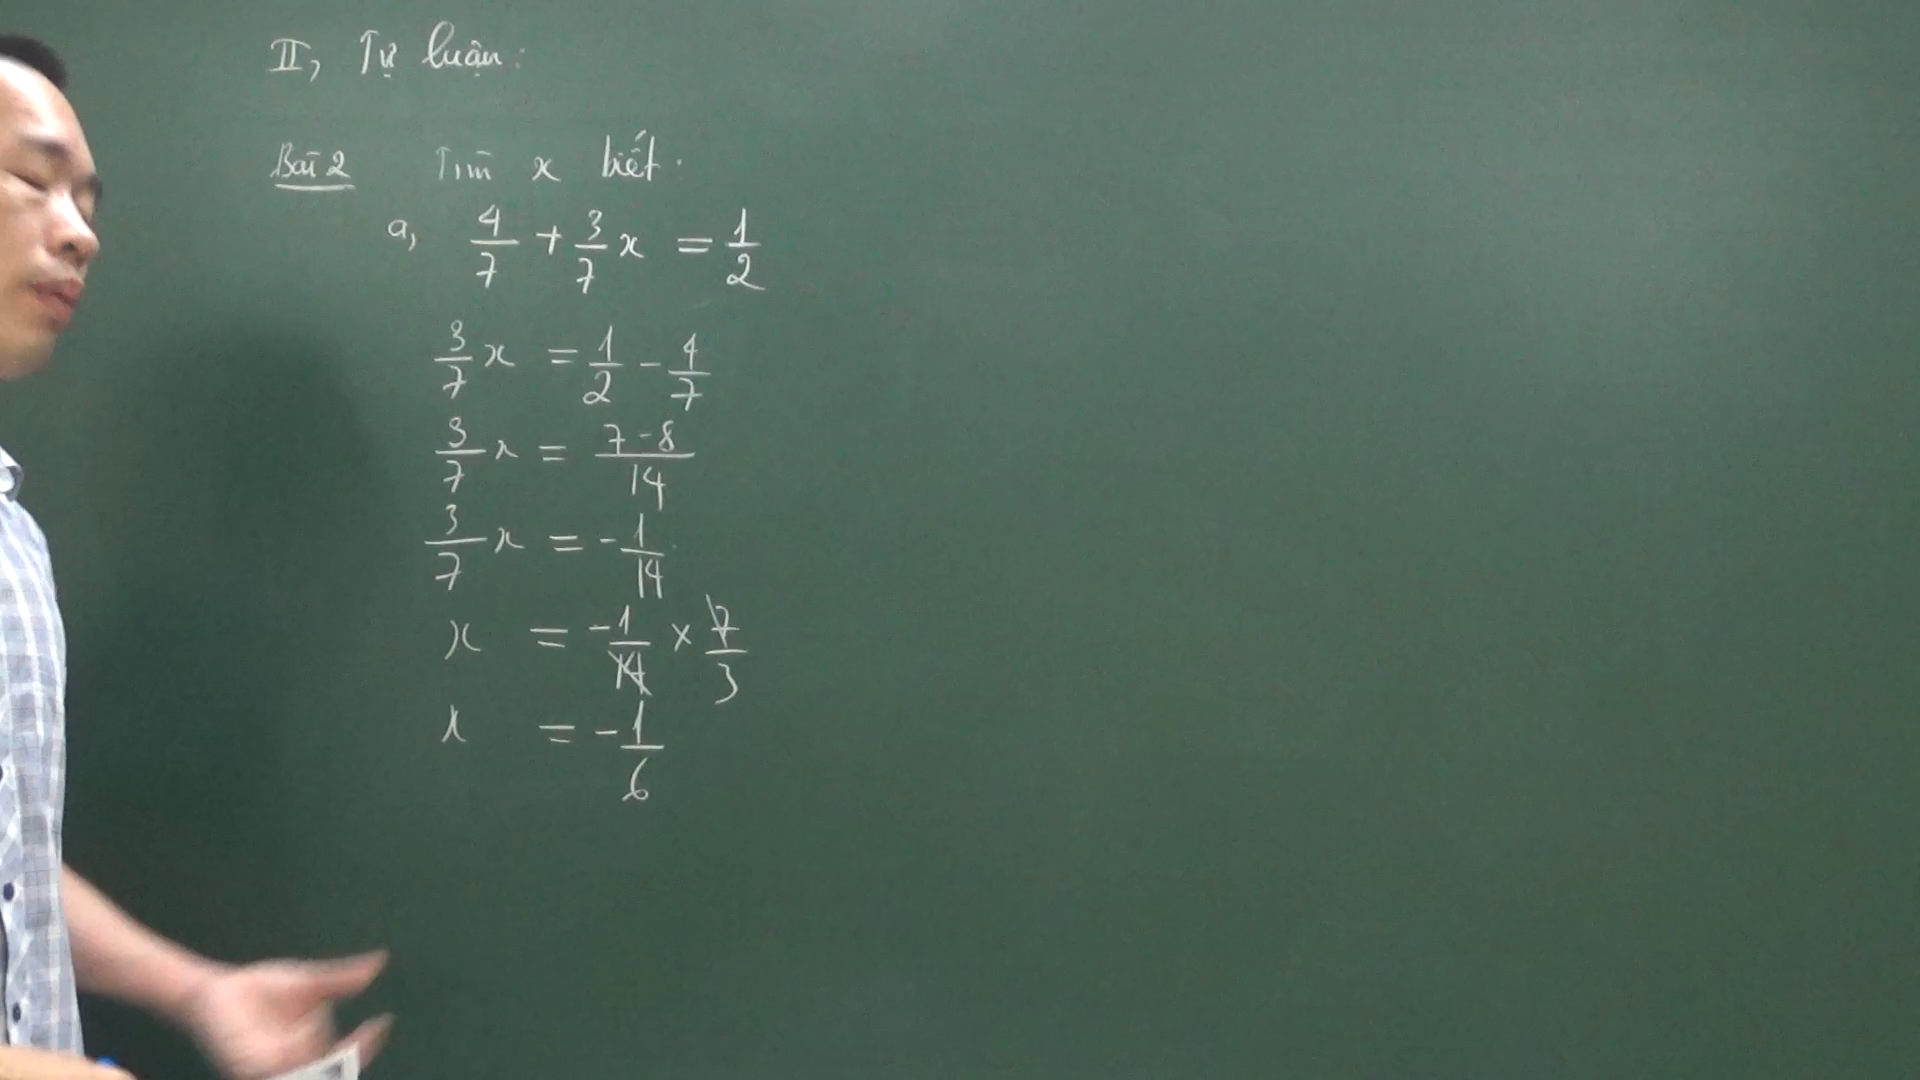 II, Tự luận:
Bài 2 Tìm x biết.
a, 4/7 + 3/7 x = 1/2
3/7 x = 1/2 - 4/7
3/7 x = (7-8)/14
3/7 x = -1/14
x = -1/14 × 7/3
x = -1/6